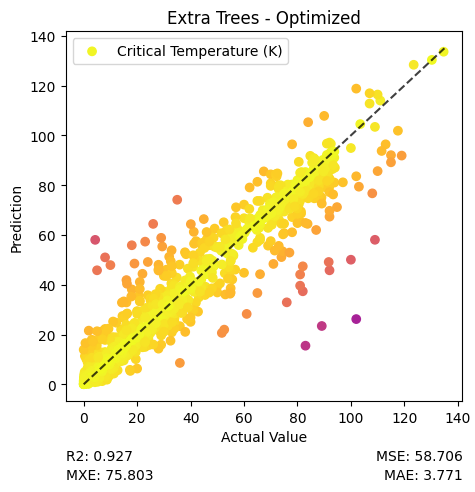 Extra Trees - Optimized
Critical Temperature (K)
140
120
100
80
60
40
20
0
Prediction
0 20 40 60 80 100 120 140
Actual Value
R2: 0.927 MSE: 58.706
MXE: 75.803 MAE: 3.771